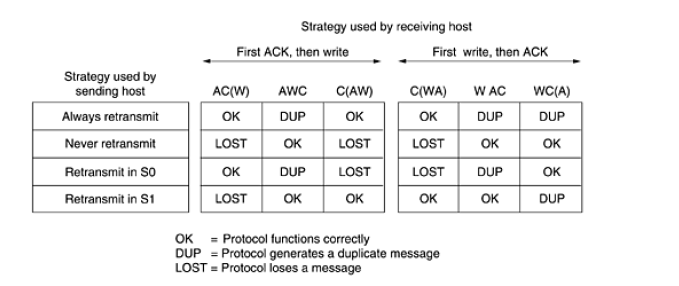 Strategy used by receiving host
First ACK, then write First write, then ACK
Strategy used by
sending host
AC(W) AWC C(AW) C(WA) W AC WC(A)
Always retransmit OK DUP OK OK DUP DUP
Never retransmit LOST OK LOST LOST OK OK
Retransmit in S0 OK DUP LOST LOST DUP OK
Retransmit in S1 LOST OK OK OK OK DUP
OK = Protocol functions correctly
DUP = Protocol generates a duplicate message
LOST = Protocol loses a message